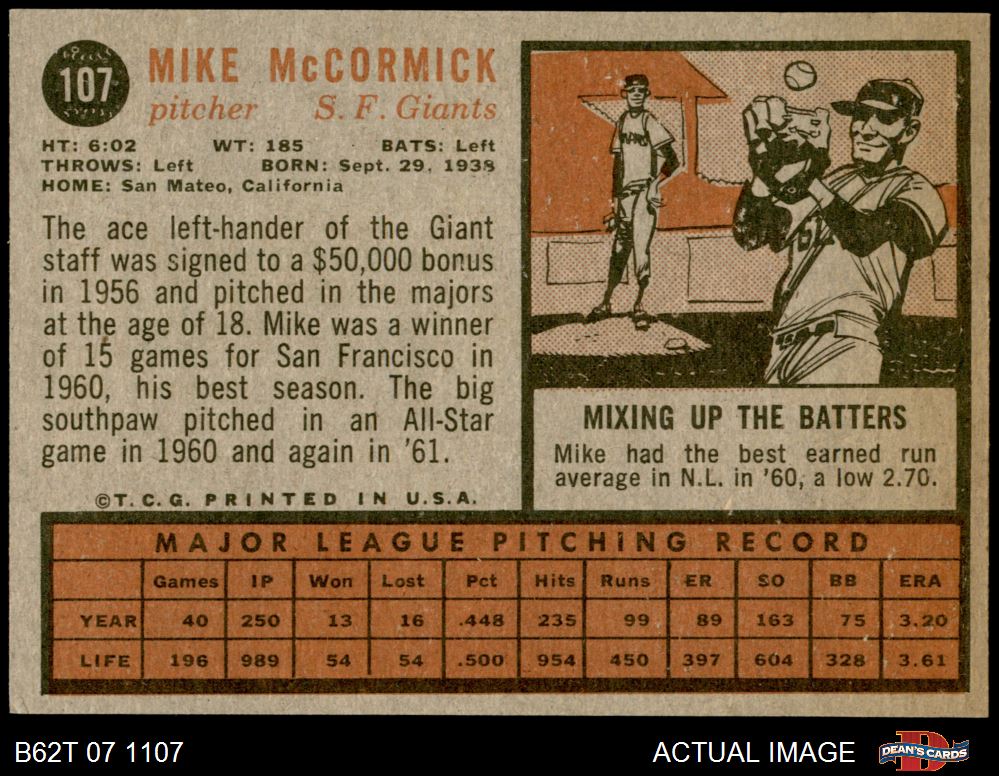 107
MIKE McCORMICK
pitcher S. F. Giants
HT: 6:02 WT: 185 BATS: Left
THROWS: Left BORN: Sept. 29, 1938
HOME: San Mateo, California
The ace left-hander of the Giant
staff was signed to a $50,000 bonus
in 1956 and pitched in the majors
at the age of 18. Mike was a winner
of 15 games for San Francisco in
1960, his best season. The big
southpaw pitched in an All-Star
game in 1960 and again in '61.
©T.C.G. PRINTED IN U.S.A.
MIXING UP THE BATTERS
Mike had the best earned run
average in N.L. in '60, a low 2.70.
MAJOR LEAGUE PITCHING RECORD
Games IP Won Lost Pct Hits Runs ER SO BB ERA
YEAR 40 250 13 16 .448 235 99 89 163 75 3.20
LIFE 196 989 54 54 .500 954 450 397 604 328 3.61
B62T 07 1107 ACTUAL IMAGE DEAN'S CARDS